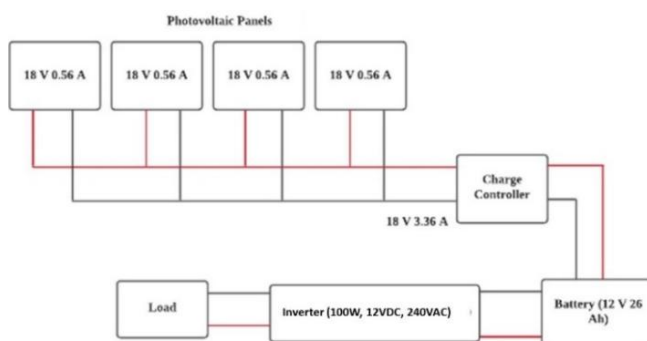 Photovoltaic Panels
18 V 0.56 A
18 V 0.56 A
18 V 0.56 A
18 V 0.56 A
Charge
Controller
18 V 3.36 A
Load
Inverter (100W, 12VDC, 240VAC)
Battery (12 V 26
Ah)